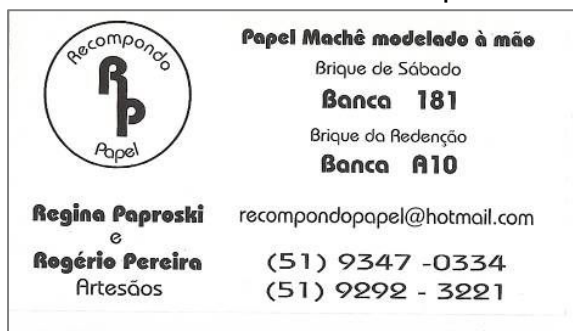 Recompondo
RP
Papel
Papel Machê modelado à mão
Brique de Sábado
Banca 181
Brique da Redenção
Banca A10
Regina Paproski
e
Rogério Pereira
Artesãos
recompondopapel@hotmail.com
(51) 9347 -0334
(51) 9292 - 3221